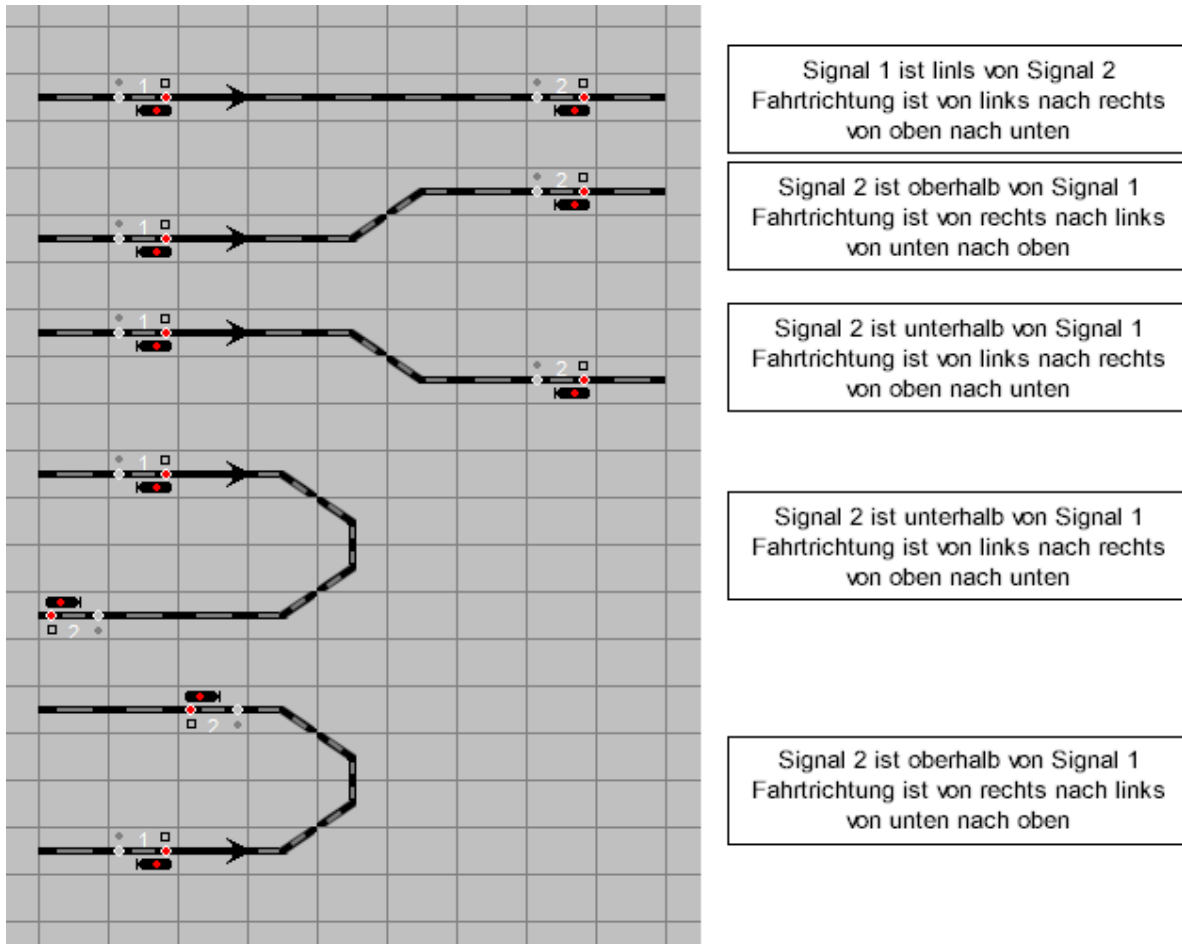 1
2
Signal 1 ist linls von Signal 2
Fahrtrichtung ist von links nach rechts
von oben nach unten
2
1
Signal 2 ist oberhalb von Signal 1
Fahrtrichtung ist von rechts nach links
von unten nach oben
1
2
Signal 2 ist unterhalb von Signal 1
Fahrtrichtung ist von links nach rechts
von oben nach unten
1
2
Signal 2 ist unterhalb von Signal 1
Fahrtrichtung ist von links nach rechts
von oben nach unten
2
1
Signal 2 ist oberhalb von Signal 1
Fahrtrichtung ist von rechts nach links
von unten nach oben